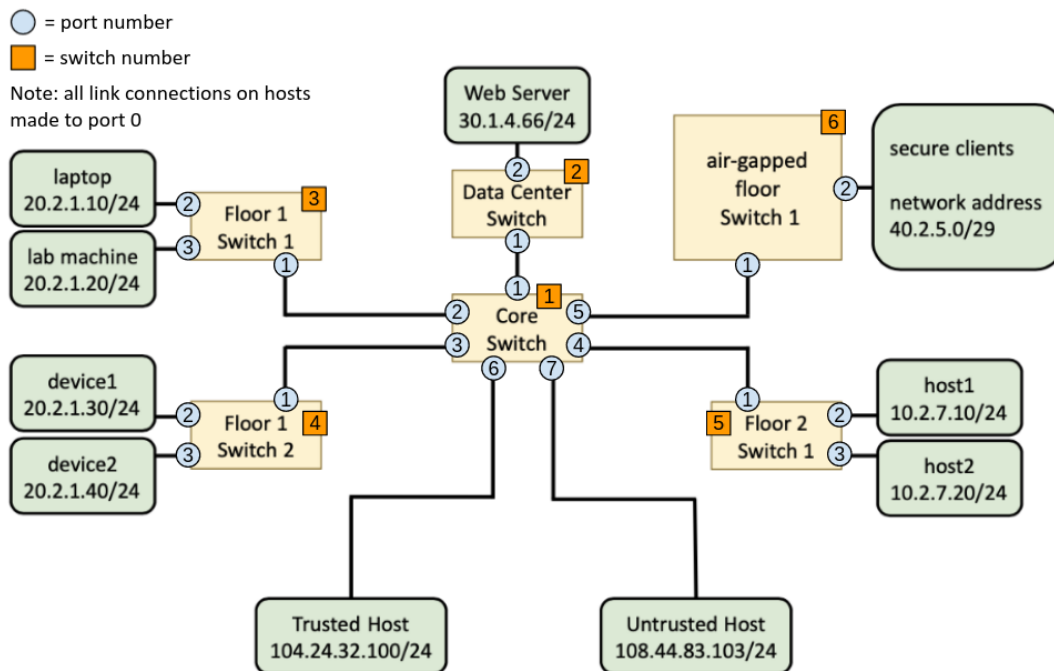 = port number
= switch number
Note: all link connections on hosts
made to port 0
Web Server
30.1.4.66/24
2
2
Data Center
Switch
1
6
air-gapped
floor
Switch 1
2
1
secure clients
network address
40.2.5.0/29
laptop
20.2.1.10/24
lab machine
20.2.1.20/24
2
3
3
Floor 1
Switch 1
1
1
1
2
5
Core
Switch
3
4
6
7
device1
20.2.1.30/24
device2
20.2.1.40/24
1
2
4
Floor 1
Switch 2
3
1
5
2
Floor 2
Switch 1
3
host1
10.2.7.10/24
host2
10.2.7.20/24
Trusted Host
104.24.32.100/24
Untrusted Host
108.44.83.103/24